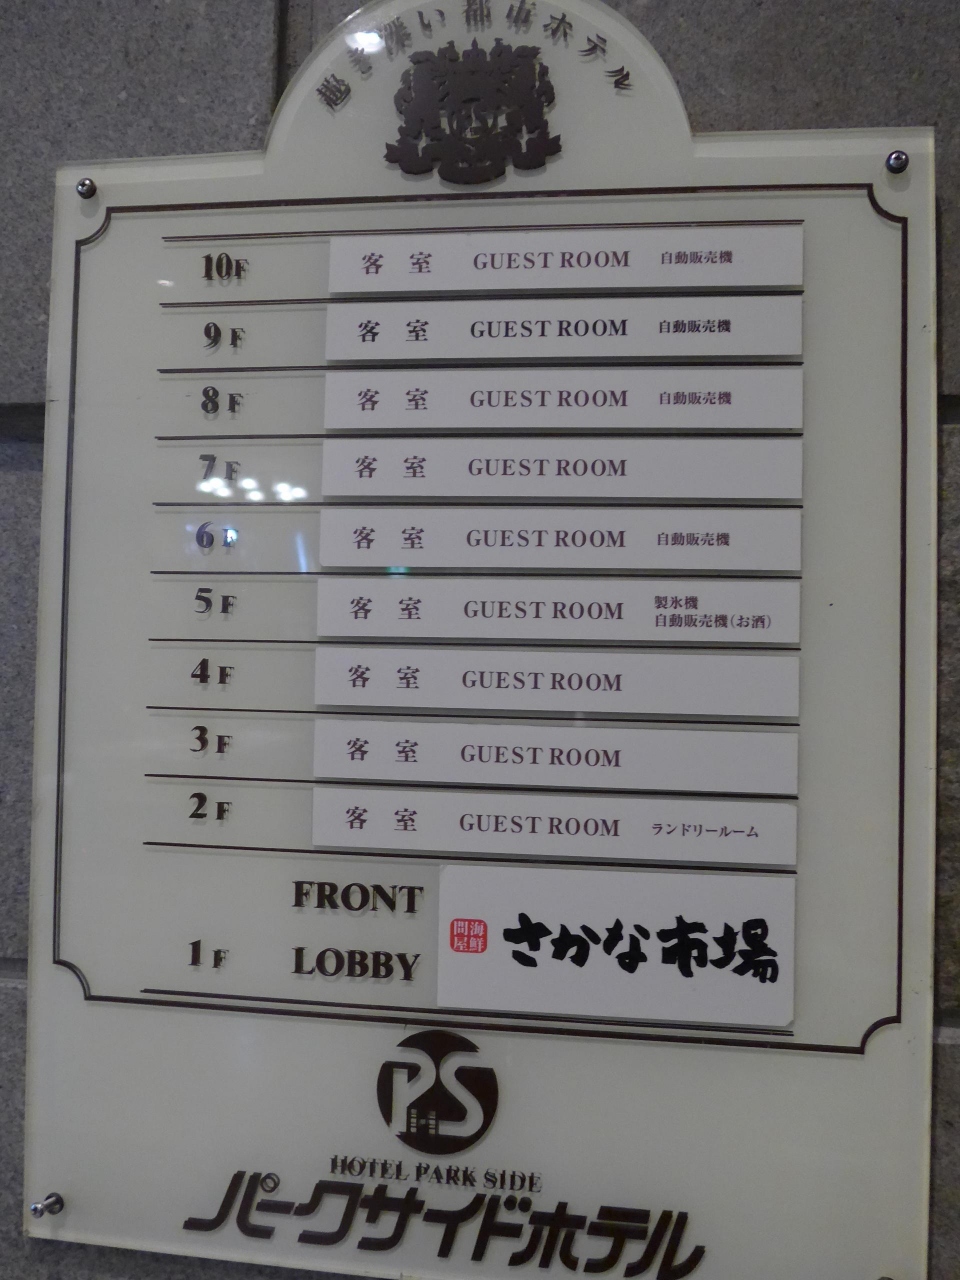 趣き深い都市ホテル
10F 客室 GUEST ROOM 自動販売機
9F 客室 GUEST ROOM 自動販売機
8F 客室 GUEST ROOM 自動販売機
7F 客室 GUEST ROOM
6F 客室 GUEST ROOM 自動販売機
5F 客室 GUEST ROOM 製氷機
自動販売機(お酒)
4F 客室 GUEST ROOM
3F 客室 GUEST ROOM
2F 客室 GUEST ROOM ランドリールーム
1F FRONT
LOBBY
海鮮問屋 さかな市場
PS
HOTEL PARK SIDE
パークサイドホテル